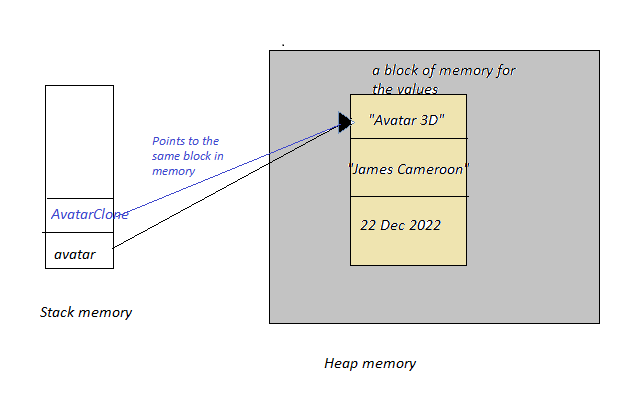 a block of memory for
the values
"Avatar 3D"
Points to the
same block in
memory
"James Cameroon"
AvatarClone
22 Dec 2022
avatar
Stack memory
Heap memory